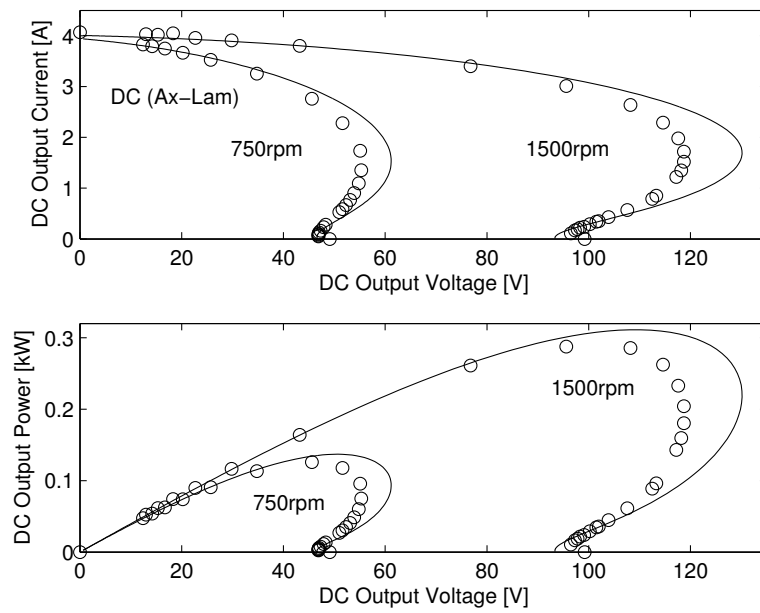 4
3
2
1
0
DC Output Current [A]
DC (Ax−Lam)
750rpm
1500rpm
0 20 40 60 80 100 120
DC Output Voltage [V]
0.3
0.2
0.1
0
DC Output Power [kW]
1500rpm
750rpm
0 20 40 60 80 100 120
DC Output Voltage [V]